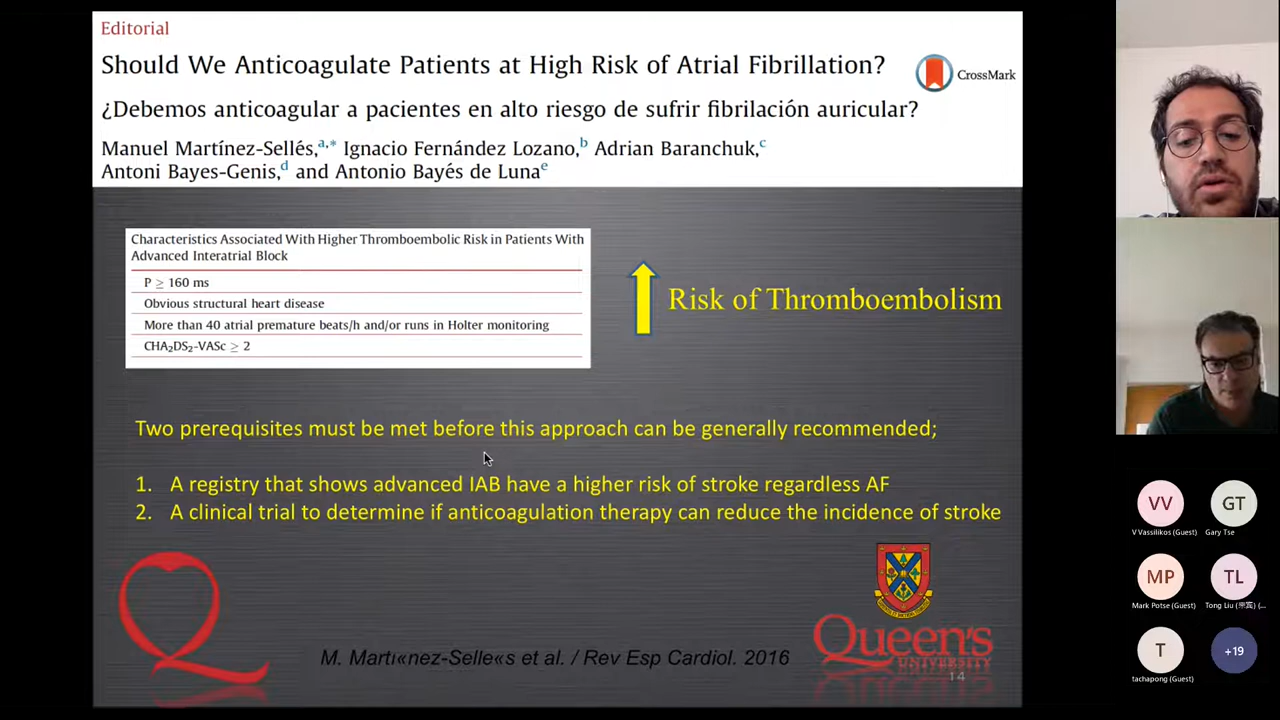 Editorial
Should We Anticoagulate Patients at High Risk of Atrial Fibrillation?
CrossMark
¿Debemos anticoagular a pacientes en alto riesgo de sufrir fibrilación auricular?
Manuel Martínez-Sellés,a,* Ignacio Fernández Lozano,b Adrian Baranchuk,c
Antoni Bayes-Genis,d and Antonio Bayés de Lunae
Characteristics Associated With Higher Thromboembolic Risk in Patients With
Advanced Interatrial Block
P ≥ 160 ms
Obvious structural heart disease
More than 40 atrial premature beats/h and/or runs in Holter monitoring
CHA₂DS₂-VASc ≥ 2
Risk of Thromboembolism
Two prerequisites must be met before this approach can be generally recommended;
1. A registry that shows advanced IAB have a higher risk of stroke regardless AF
2. A clinical trial to determine if anticoagulation therapy can reduce the incidence of stroke
Queen's
UNIVERSITY
M. Martı«nez-Selle«s et al. / Rev Esp Cardiol. 2016
14
VV
V Vassilikos (Guest)
GT
Gary Tse
MP
Mark Potse (Guest)
TL
Tong Liu (...
T
tachapong (Guest)
+19